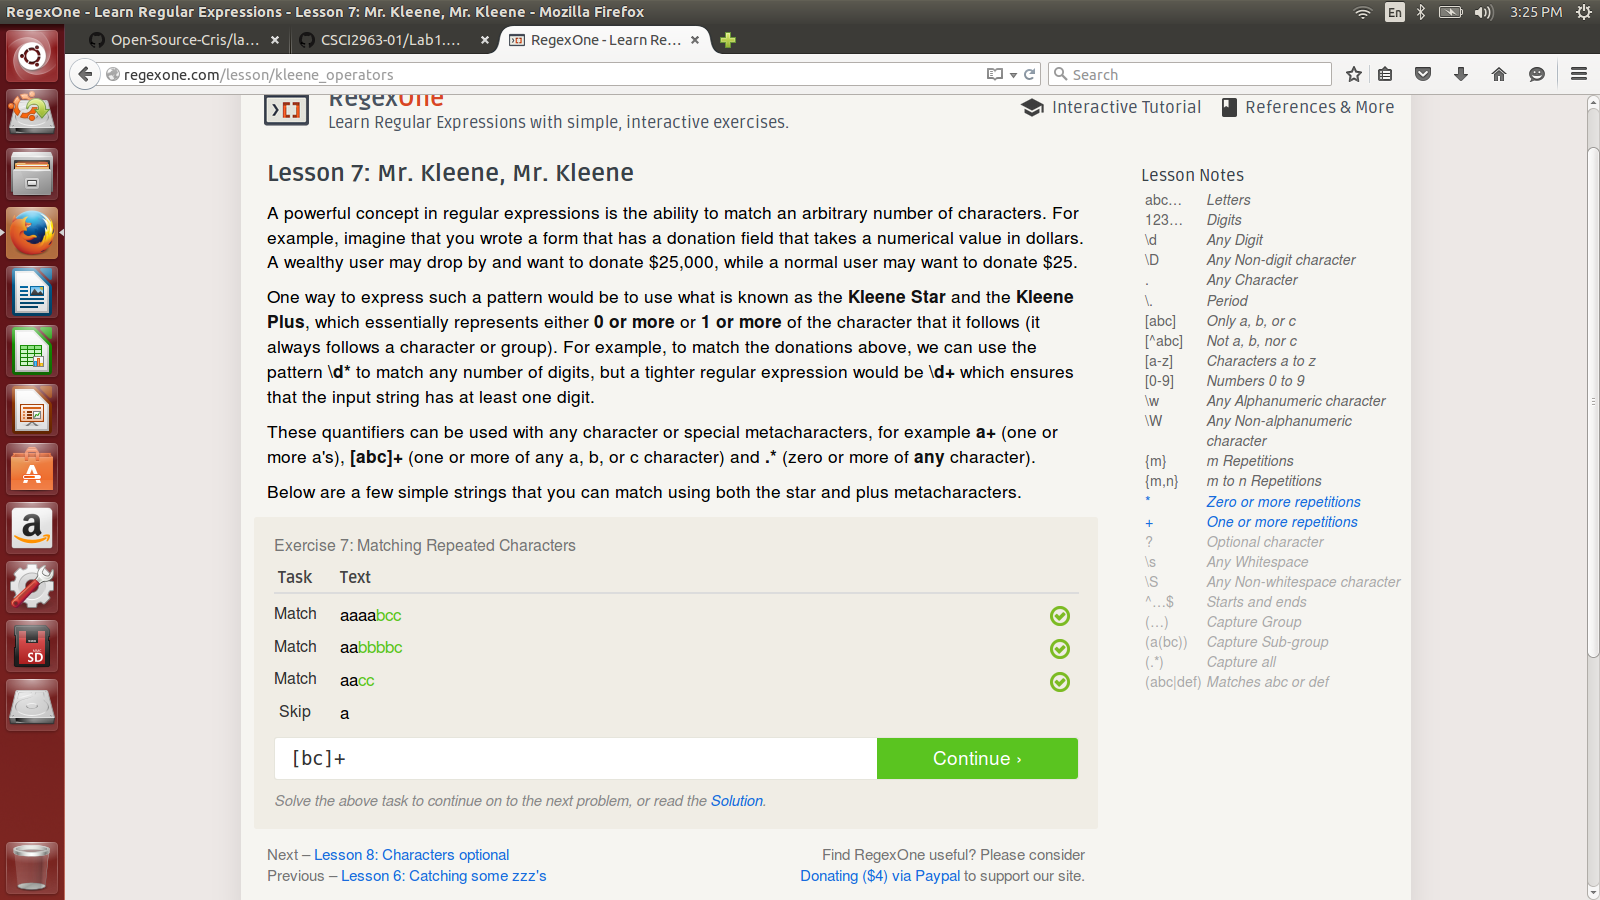 RegexOne - Learn Regular Expressions - Lesson 7: Mr. Kleene, Mr. Kleene - Mozilla Firefox
En
3:25 PM
Open-Source-Cris/la...
CSCI2963-01/Lab1....
RegexOne - Learn Re...
regexone.com/lesson/kleene_operators
Search
RegexOne
Learn Regular Expressions with simple, interactive exercises.
Interactive Tutorial
References & More
Lesson 7: Mr. Kleene, Mr. Kleene
A powerful concept in regular expressions is the ability to match an arbitrary number of characters. For
example, imagine that you wrote a form that has a donation field that takes a numerical value in dollars.
A wealthy user may drop by and want to donate $25,000, while a normal user may want to donate $25.
One way to express such a pattern would be to use what is known as the Kleene Star and the Kleene
Plus, which essentially represents either 0 or more or 1 or more of the character that it follows (it
always follows a character or group). For example, to match the donations above, we can use the
pattern \d* to match any number of digits, but a tighter regular expression would be \d+ which ensures
that the input string has at least one digit.
These quantifiers can be used with any character or special metacharacters, for example a+ (one or
more a's), [abc]+ (one or more of any a, b, or c character) and .* (zero or more of any character).
Below are a few simple strings that you can match using both the star and plus metacharacters.
Exercise 7: Matching Repeated Characters
Task Text
Match aaaabcc
Match aabbbbc
Match aacc
Skip a
[bc]+
Continue ›
Solve the above task to continue on to the next problem, or read the Solution.
Next – Lesson 8: Characters optional
Previous – Lesson 6: Catching some zzz's
Find RegexOne useful? Please consider
Donating ($4) via Paypal to support our site.
Lesson Notes
abc… Letters
123… Digits
\d Any Digit
\D Any Non-digit character
. Any Character
\. Period
[abc] Only a, b, or c
[^abc] Not a, b, nor c
[a-z] Characters a to z
[0-9] Numbers 0 to 9
\w Any Alphanumeric character
\W Any Non-alphanumeric
character
{m} m Repetitions
{m,n} m to n Repetitions
* Zero or more repetitions
+ One or more repetitions
? Optional character
\s Any Whitespace
\S Any Non-whitespace character
^…$ Starts and ends
(…) Capture Group
(a(bc)) Capture Sub-group
(.*) Capture all
(abc|def) Matches abc or def
a
SD